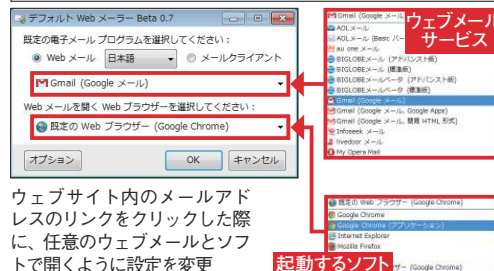 デフォルト Web メーラー Beta 0.7
既定の電子メール プログラムを選択してください：
Web メール 日本語 メールクライアント
Gmail (Google メール)
Web メールを開く Web ブラウザーを選択してください：
既定の Web ブラウザー (Google Chrome)
オプション OK キャンセル
ウェブサイト内のメールアド
レスのリンクをクリックした際
に、任意のウェブメールとソフ
トで開くように設定を変更
ウェブメール
サービス
Gmail (Google メール
AOLメール
AOLメール (Basic バー
au one メール
BIGLOBEメール (アドバンスト版)
BIGLOBEメール (標準版)
BIGLOBEメールベータ (アドバンスト版)
BIGLOBEメールベータ (標準版)
Gmail (Google メール)
Gmail (Google メール, Google Apps)
Gmail (Google メール, 簡易 HTML 形式)
Infoseek メール
livedoor メール
My Opera Mail
既定の Web ブラウザー (Google Chrome)
Google Chrome
Google Chrome (アプリケーション)
Internet Explorer
Mozilla Firefox
起動するソフト
ザー (Google Chrome)